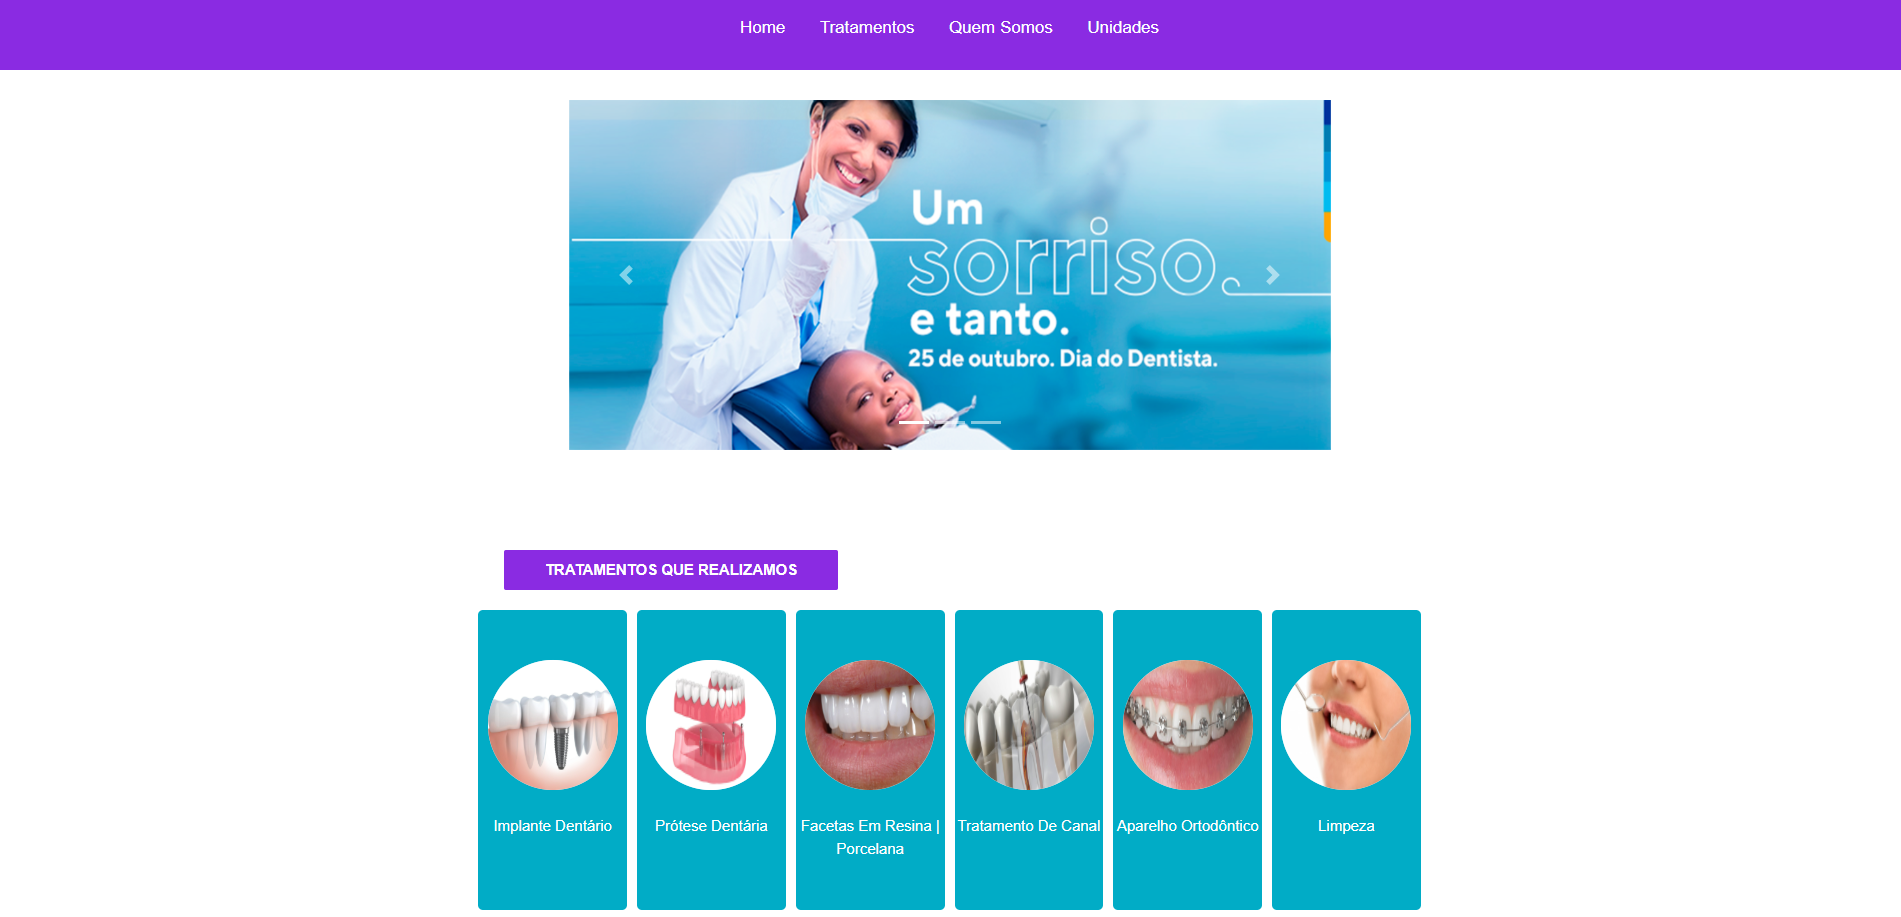 Home Tratamentos Quem Somos Unidades
Um
sorriso.
e tanto.
25 de outubro. Dia do Dentista.
TRATAMENTOS QUE REALIZAMOS
Implante Dentário
Prótese Dentária
Facetas Em Resina |
Porcelana
Tratamento De Canal
Aparelho Ortodôntico
Limpeza